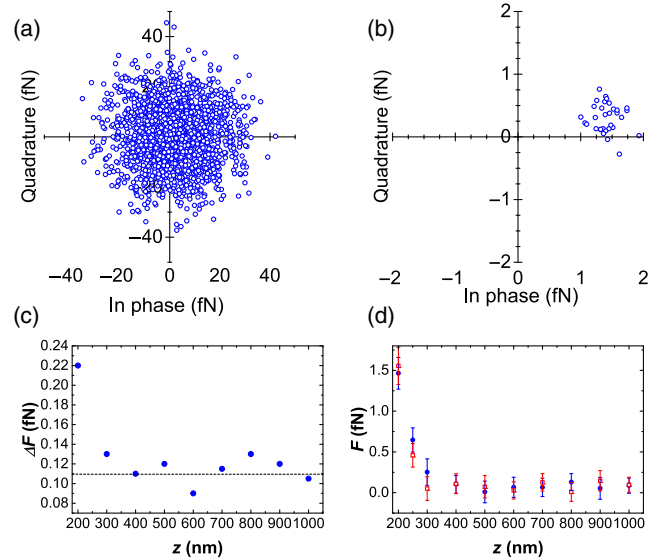 (a)
Quadrature (fN)
40
20
0
20
−40
−40
−20
0
20
40
In phase (fN)
(b)
Quadrature (fN)
2
1
0
−1
−2
−2
−1
0
1
2
In phase (fN)
(c)
ΔF (fN)
0.24
0.22
0.20
0.18
0.16
0.14
0.12
0.10
0.08
200 300 400 500 600 700 800 900 1000
z (nm)
(d)
F (fN)
1.5
1.0
0.5
0.0
200 300 400 500 600 700 800 900 1000
z (nm)